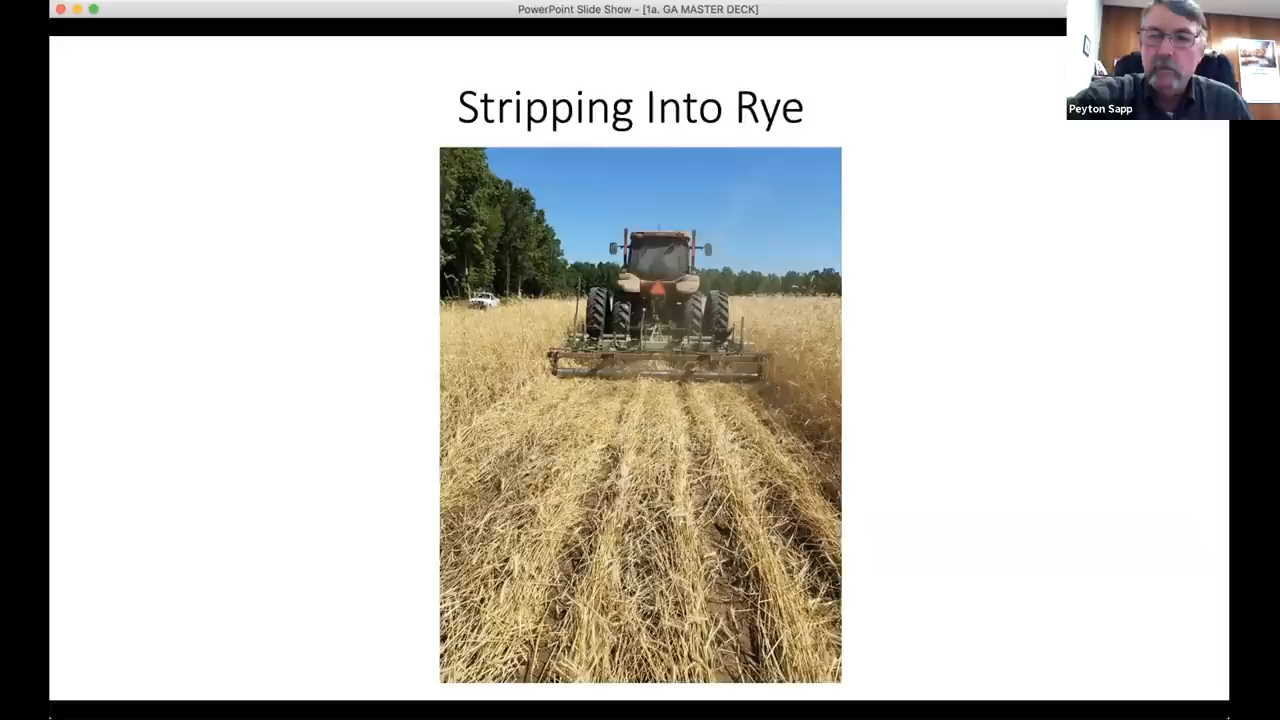 PowerPoint Slide Show - [1a. GA MASTER DECK]
Stripping Into Rye
Peyton Sapp